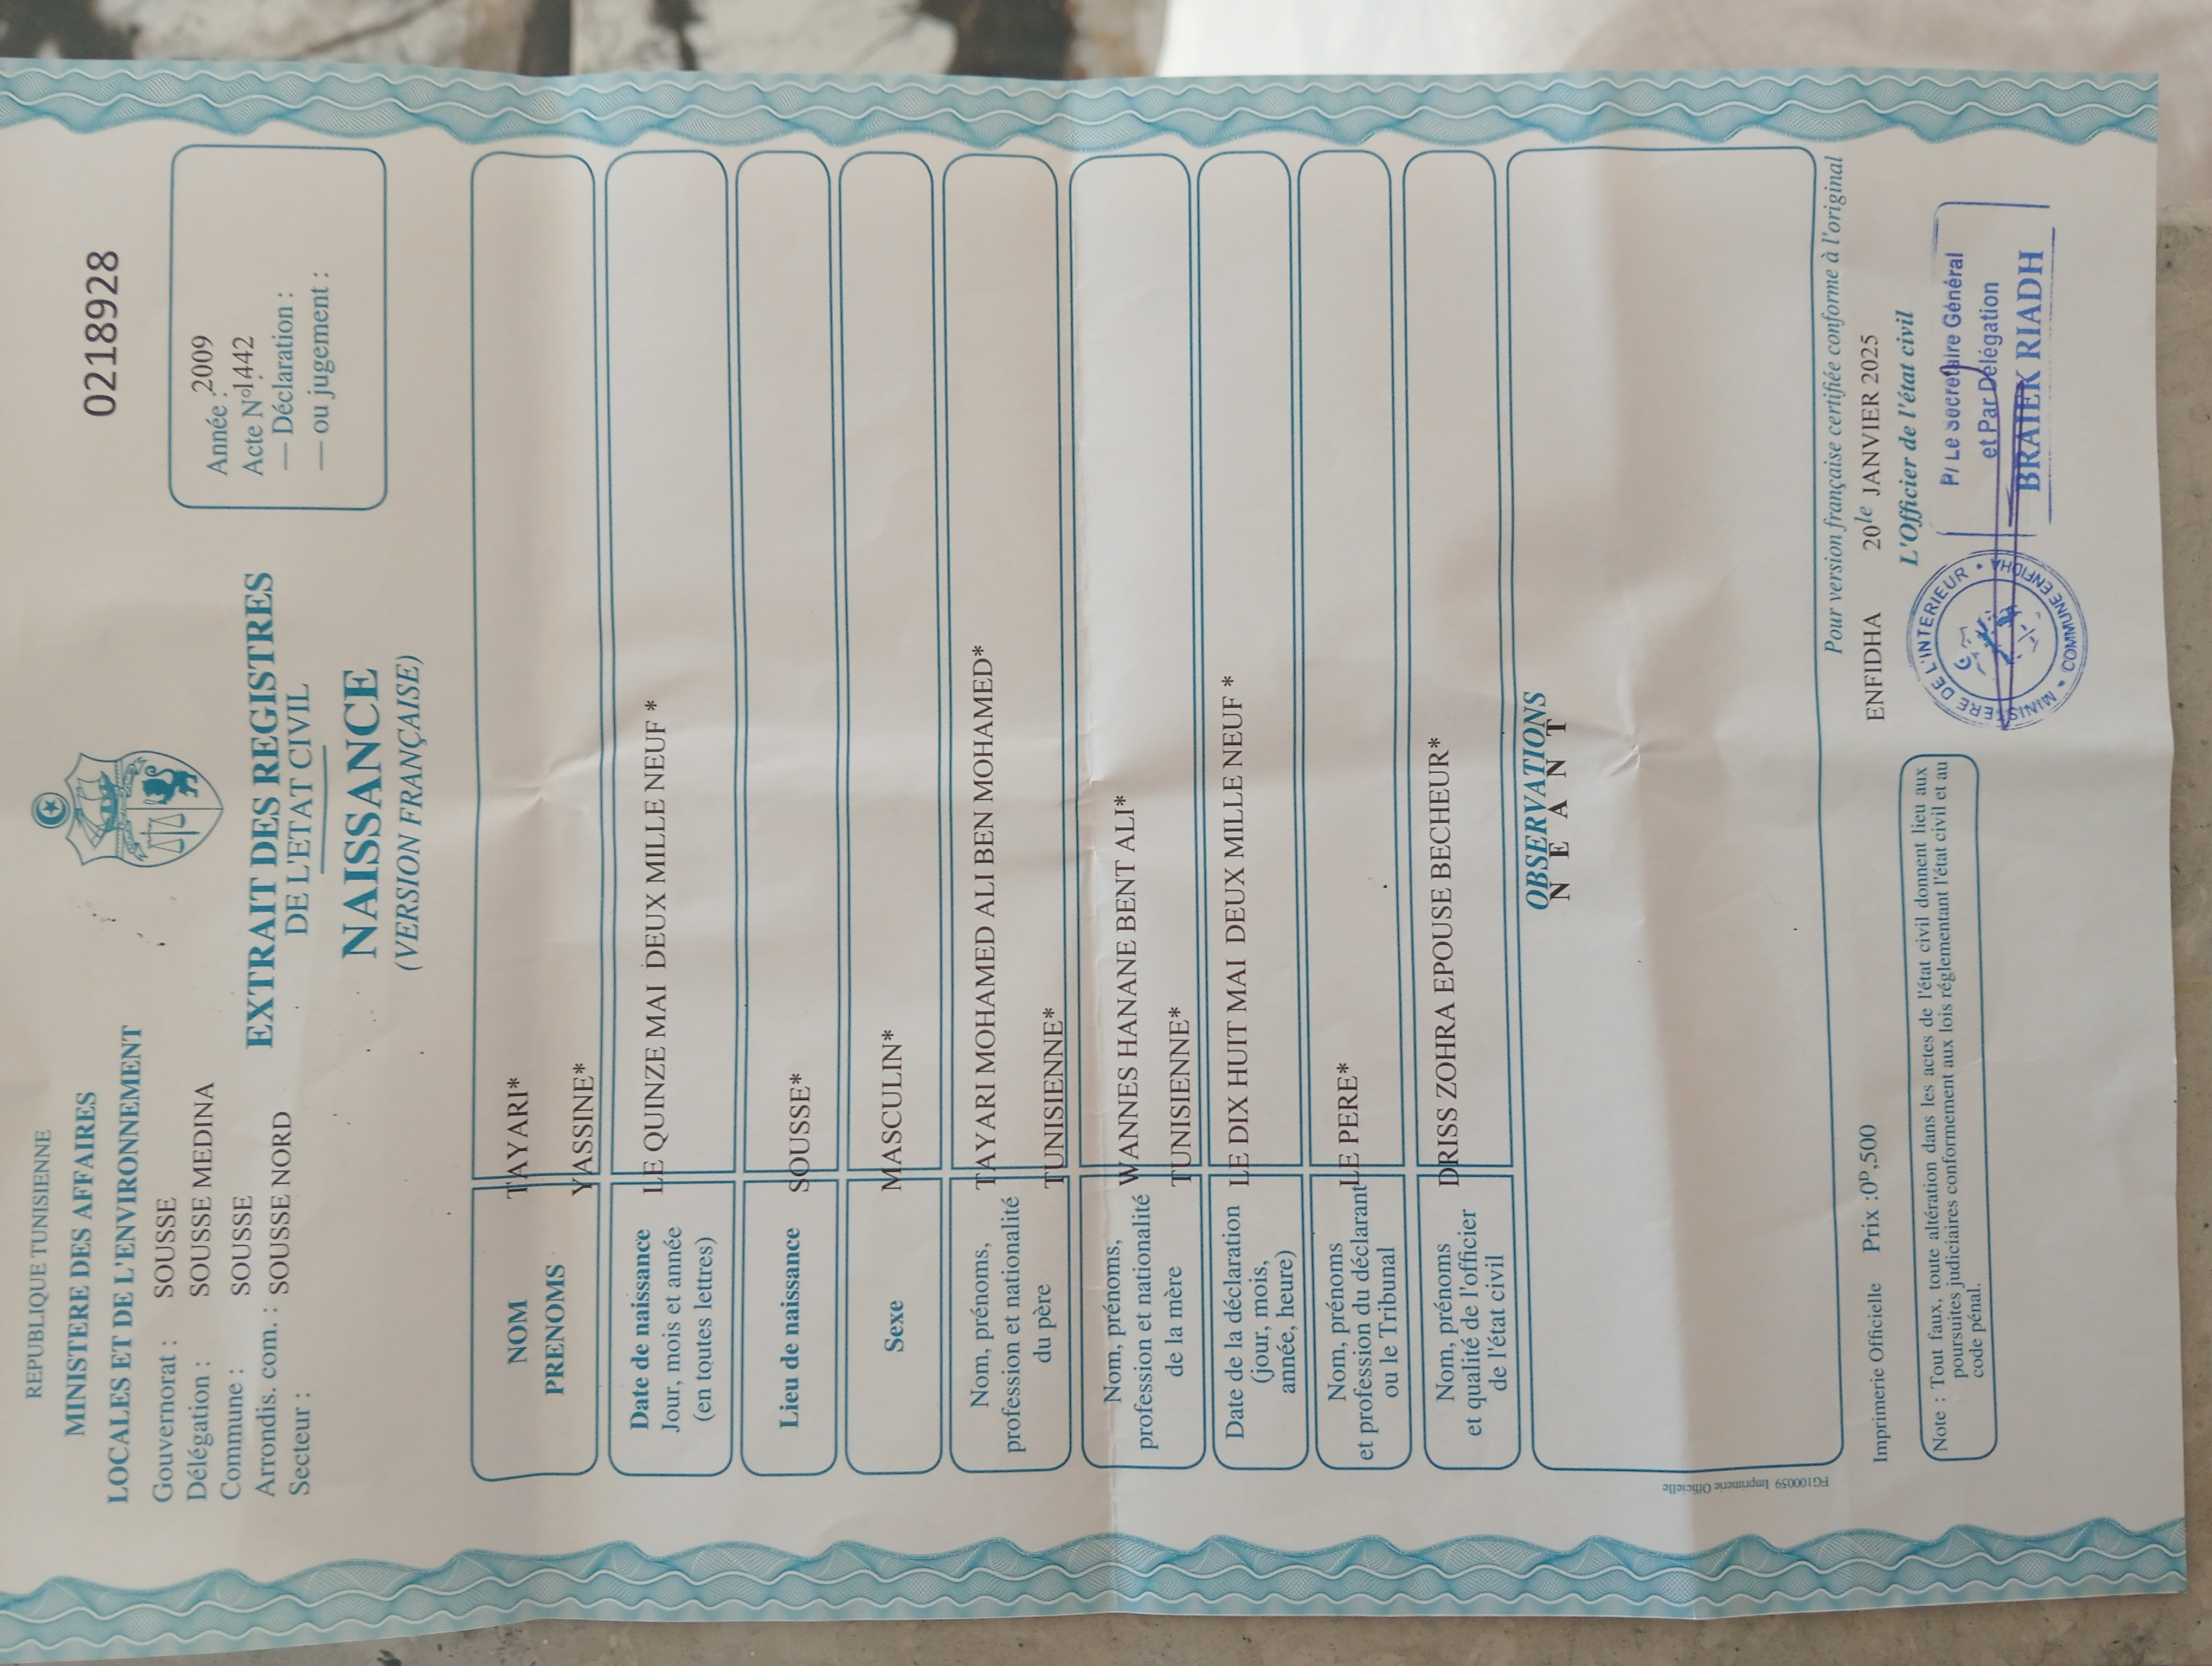 REPUBLIQUE TUNISIENNE
MINISTERE DES AFFAIRES
LOCALES ET DE L'ENVIRONNEMENT
Gouvernorat : SOUSSE
Délégation : SOUSSE MEDINA
Commune : SOUSSE
Arrondis. com. : SOUSSE NORD
Secteur :
02189928
EXTRAIT DES REGISTRES
DE L'ETAT CIVIL
NAISSANCE
(VERSION FRANÇAISE)
Année : 2009
Acte N° 1442
— Déclaration :
— ou jugement :
NOM TAYARI*
PRENOMS YASSINE*
Date de naissance
Jour, mois et année
(en toutes lettres)
LE QUINZE MAI DEUX MILLE NEUF *
Lieu de naissance SOUSSE*
Sexe MASCULIN*
Nom, prénoms,
profession et nationalité
du père
TAYARI MOHAMED ALI BEN MOHAMED*
TUNISIENNE*
Nom, prénoms,
profession et nationalité
de la mère
WANNES HANANE BENT ALI*
TUNISIENNE*
Date de la déclaration
(jour, mois,
année, heure)
LE DIX HUIT MAI DEUX MILLE NEUF *
Nom, prénoms
et profession du déclarant
ou le Tribunal
LE PERE*
Nom, prénoms
et qualité de l'officier
de l'état civil
DRISS ZOHRA EPOUSE BECHEUR*
OBSERVATIONS
N E A N T
FG100059 Imprimerie Officielle
Pour version française certifiée conforme à l'original
Imprimerie Officielle Prix : 0ᴰ,500
ENFIDHA 20le JANVIER 2025
L'Officier de l'état civil
P/ Le Secretaire Général
et Par Délégation
BRAIEK RIADH
MINISTERE DE L'INTERIEUR • COMMUNE ENFIDHA •
Note : Tout faux, toute altération dans les actes de l'état civil donnent lieu aux
poursuites judiciaires conformement aux lois réglementant l'état civil et au
code pénal.